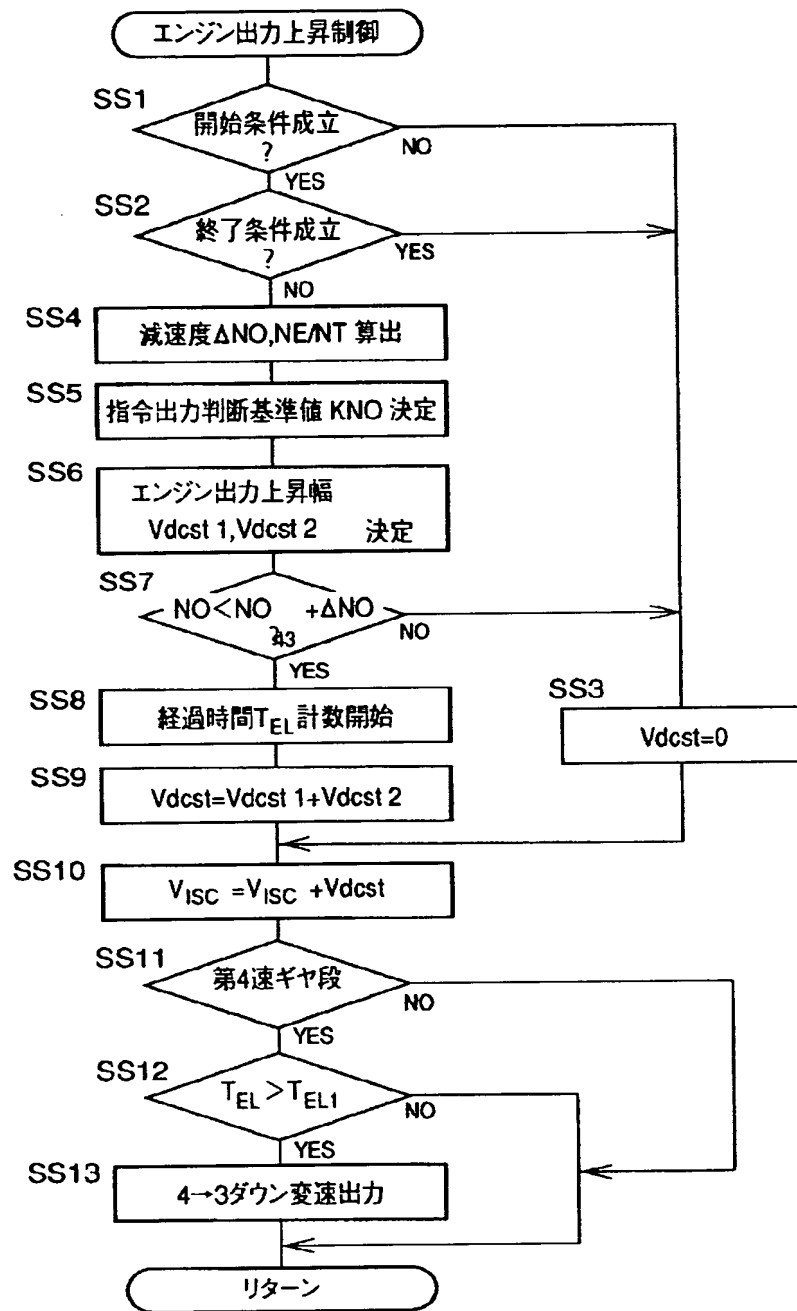 エンジン出力上昇制御
SS1
開始条件成立
?
NO
YES
SS2
終了条件成立
?
YES
NO
SS4
減速度ΔNO,NE/NT 算出
SS5
指令出力判断基準値 KNO 決定
SS6
エンジン出力上昇幅
Vdcst 1,Vdcst 2 決定
SS7
NO<NO +ΔNO
?43
NO
YES
SS8
経過時間TEL計数開始
SS3
Vdcst=0
SS9
Vdcst=Vdcst 1+Vdcst 2
SS10
VISC =VISC +Vdcst
SS11
第4速ギヤ段
NO
YES
SS12
TEL>TEL1
NO
YES
SS13
4→3ダウン変速出力
リターン